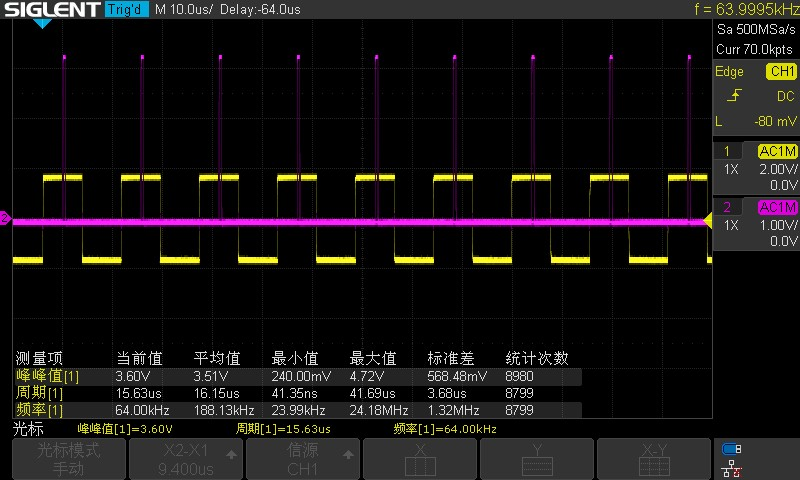 SIGLENT Trig'd M 10.0us/ Delay:-64.0us f = 63.9995kHz
Sa 500MSa/s
Curr 70.0kpts
Edge CH1
DC
L -80 mV
1 AC1M
1X 2.00V/
0.0V
2 AC1M
1X 1.00V/
0.0V
2
测量项 当前值 平均值 最小值 最大值 标准差 统计次数
峰峰值[1] 3.60V 3.51V 240.00mV 4.72V 568.48mV 8980
周期[1] 15.63us 16.15us 41.35ns 41.69us 3.68us 8799
频率[1] 64.00kHz 188.13kHz 23.99kHz 24.18MHz 1.32MHz 8799
光标 峰峰值[1]=3.60V 周期[1]=15.63us 频率[1]=64.00kHz
光标模式 X2-X1 信源 X Y X-Y
手动 9.400us CH1